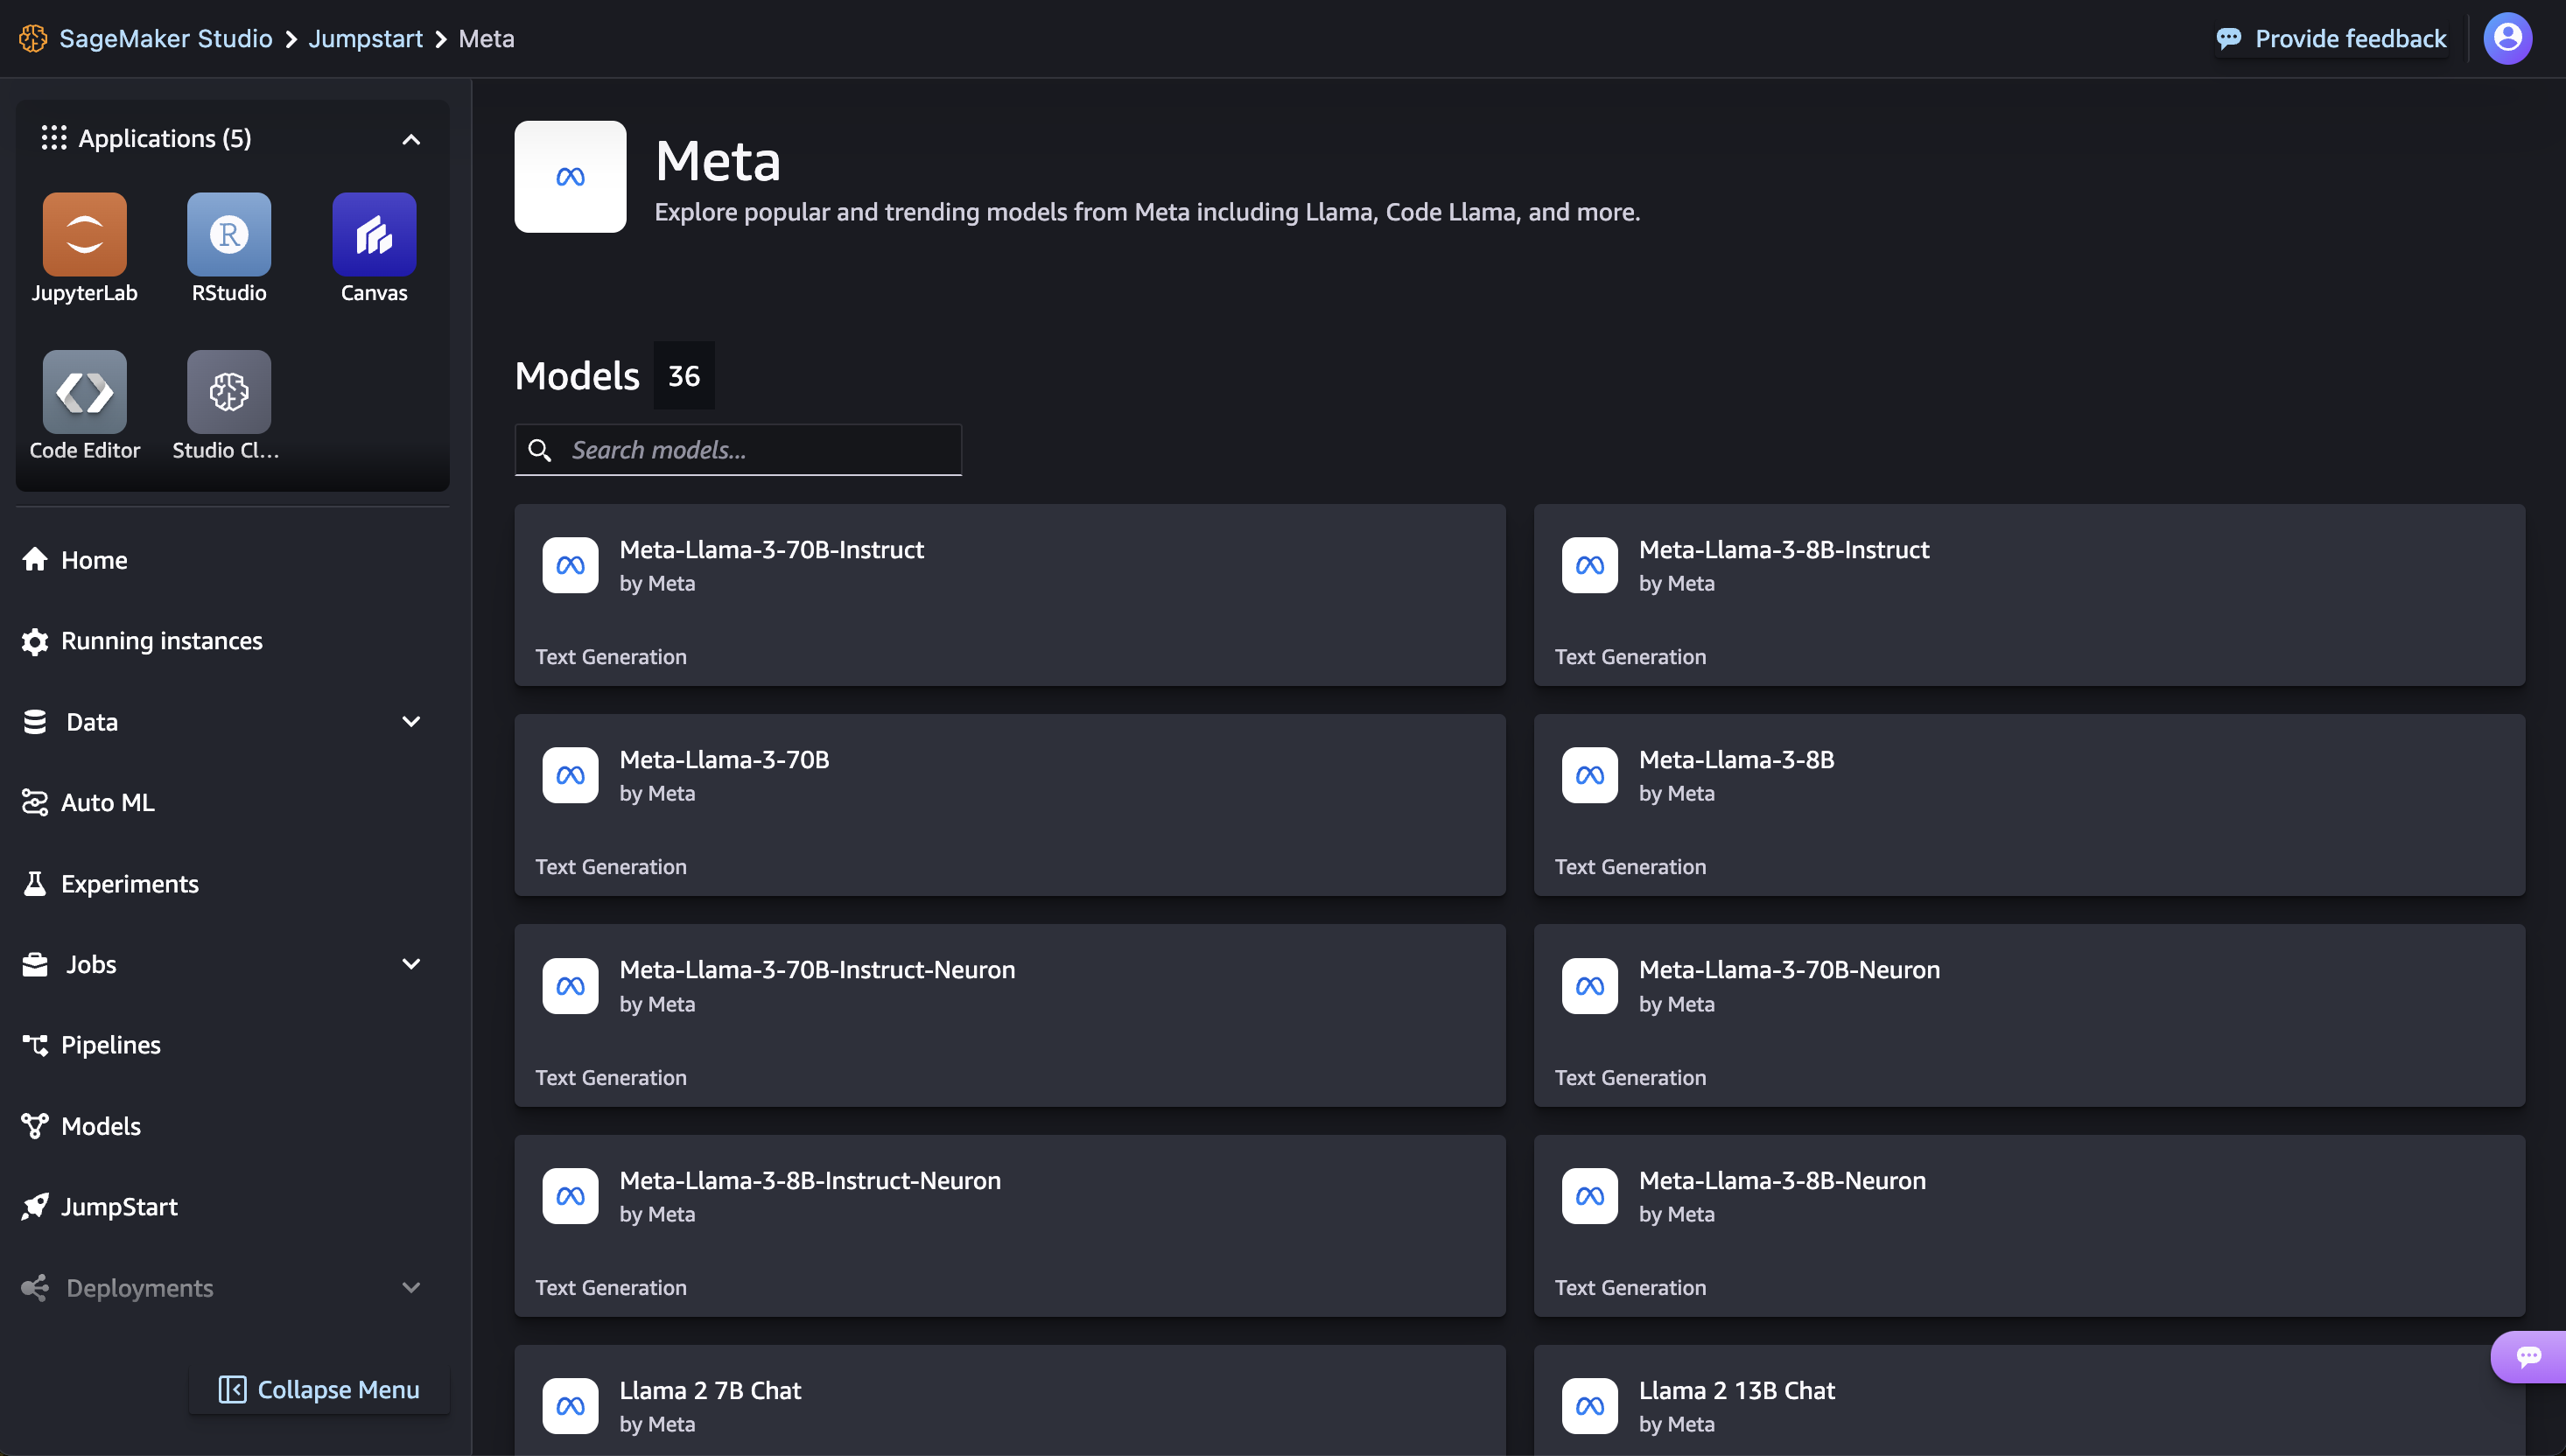 SageMaker Studio > Jumpstart > Meta
Provide feedback
Applications (5)
JupyterLab
RStudio
Canvas
Code Editor
Studio Cl...
Home
Running instances
Data
Auto ML
Experiments
Jobs
Pipelines
Models
JumpStart
Deployments
Collapse Menu
Meta
Explore popular and trending models from Meta including Llama, Code Llama, and more.
Models 36
Search models...
Meta-Llama-3-70B-Instruct
by Meta
Text Generation
Meta-Llama-3-8B-Instruct
by Meta
Text Generation
Meta-Llama-3-70B
by Meta
Text Generation
Meta-Llama-3-8B
by Meta
Text Generation
Meta-Llama-3-70B-Instruct-Neuron
by Meta
Text Generation
Meta-Llama-3-70B-Neuron
by Meta
Text Generation
Meta-Llama-3-8B-Instruct-Neuron
by Meta
Text Generation
Meta-Llama-3-8B-Neuron
by Meta
Text Generation
Llama 2 7B Chat
by Meta
Llama 2 13B Chat
by Meta